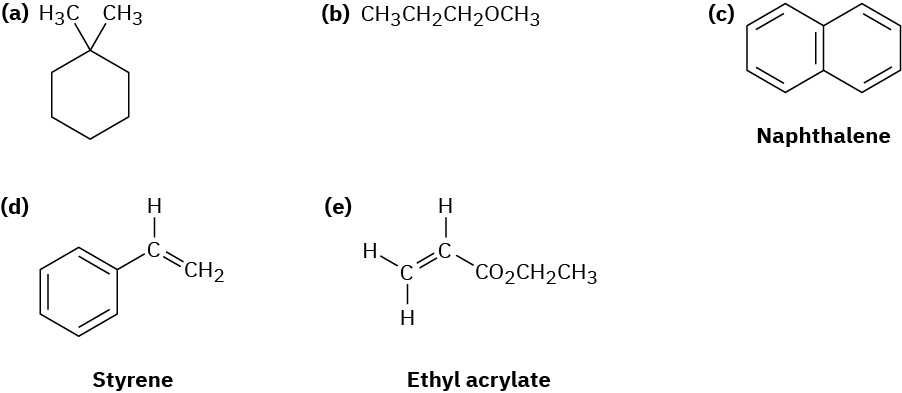 (a) H3C CH3 (b) CH3CH2CH2OCH3 (c)
Naphthalene
(d) H (e) H
H
C C
CH2 C CO2CH2CH3
H
Styrene Ethyl acrylate